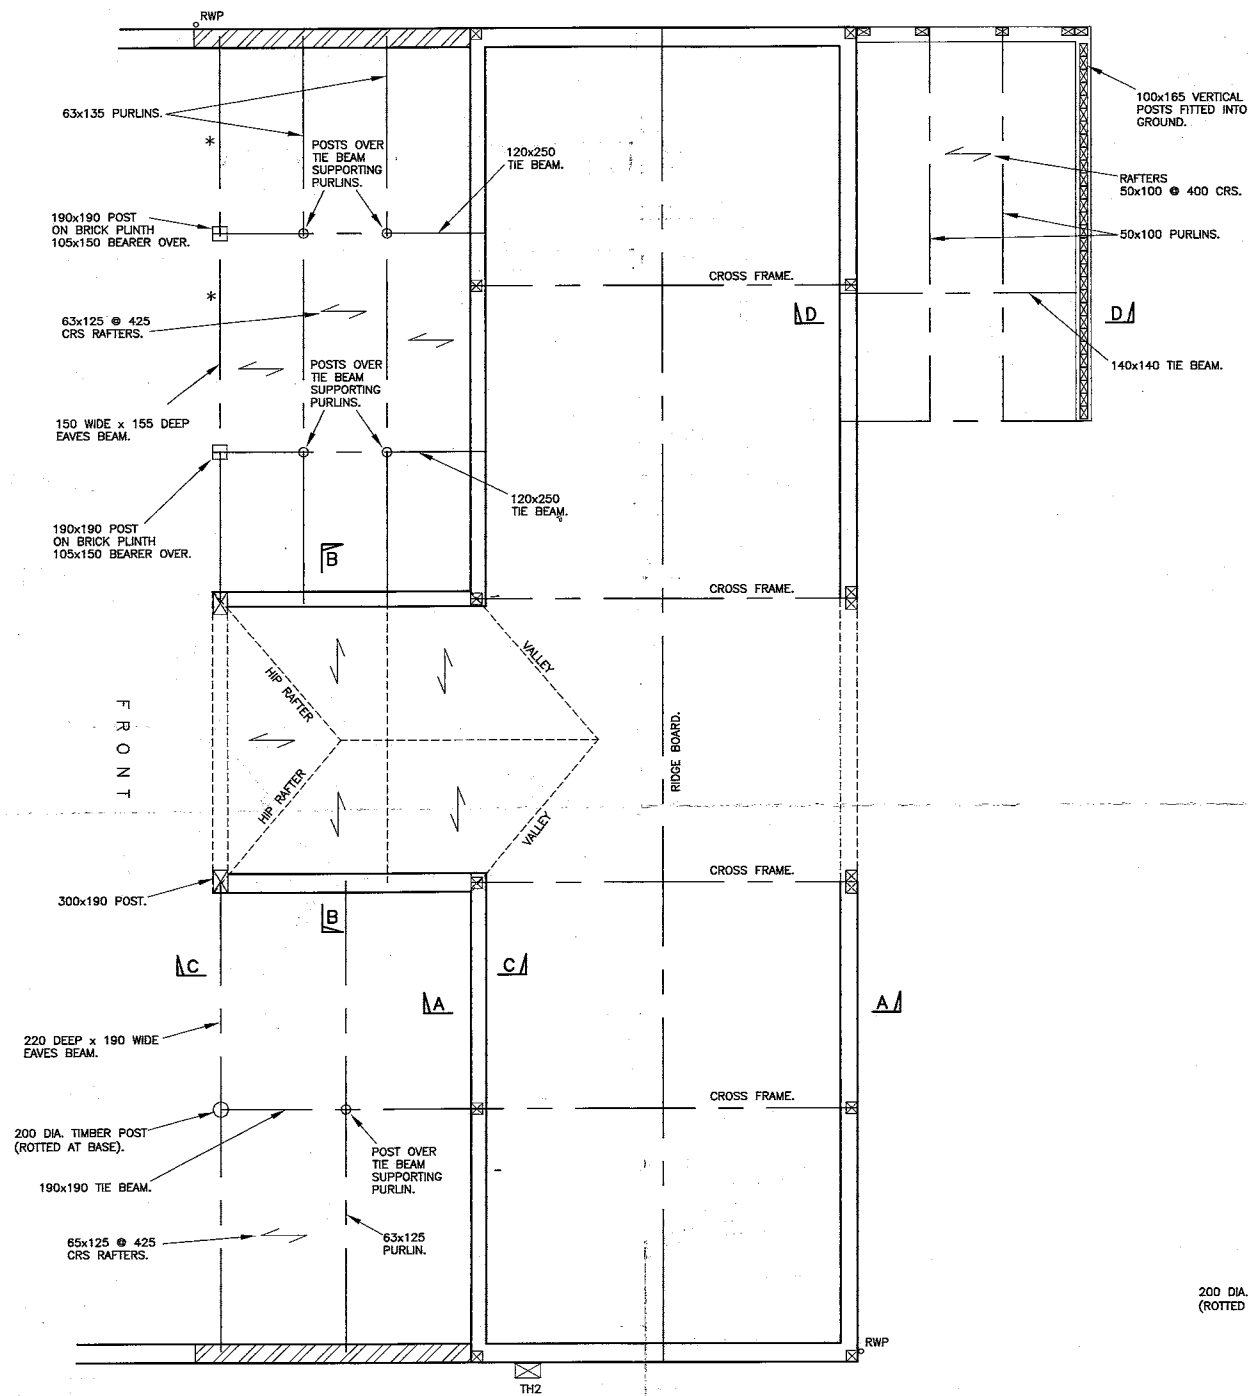 RWP
63x135 PURLINS.
*
POSTS OVER
TIE BEAM
SUPPORTING
PURLINS.
120x250
TIE BEAM.
100x165 VERTICAL
POSTS FITTED INTO
GROUND.
RAFTERS
50x100 @ 400 CRS.
190x190 POST
ON BRICK PLINTH
105x150 BEARER OVER.
50x100 PURLINS.
CROSS FRAME.
*
63x125 @ 425
CRS RAFTERS.
D
D
POSTS OVER
TIE BEAM
SUPPORTING
PURLINS.
140x140 TIE BEAM.
150 WIDE x 155 DEEP
EAVES BEAM.
120x250
TIE BEAM.
190x190 POST
ON BRICK PLINTH
105x150 BEARER OVER.
B
CROSS FRAME.
VALLEY
HIP RAFTER
FRONT
RIDGE BOARD.
HIP RAFTER
VALLEY
CROSS FRAME.
300x190 POST.
B
C
C
A
A
220 DEEP x 190 WIDE
EAVES BEAM.
CROSS FRAME.
200 DIA. TIMBER POST
(ROTTED AT BASE).
POST OVER
TIE BEAM
SUPPORTING
PURLIN.
190x190 TIE BEAM.
65x125 @ 425
CRS RAFTERS.
63x125
PURLIN.
200 DIA.
(ROTTED
RWP
TH2